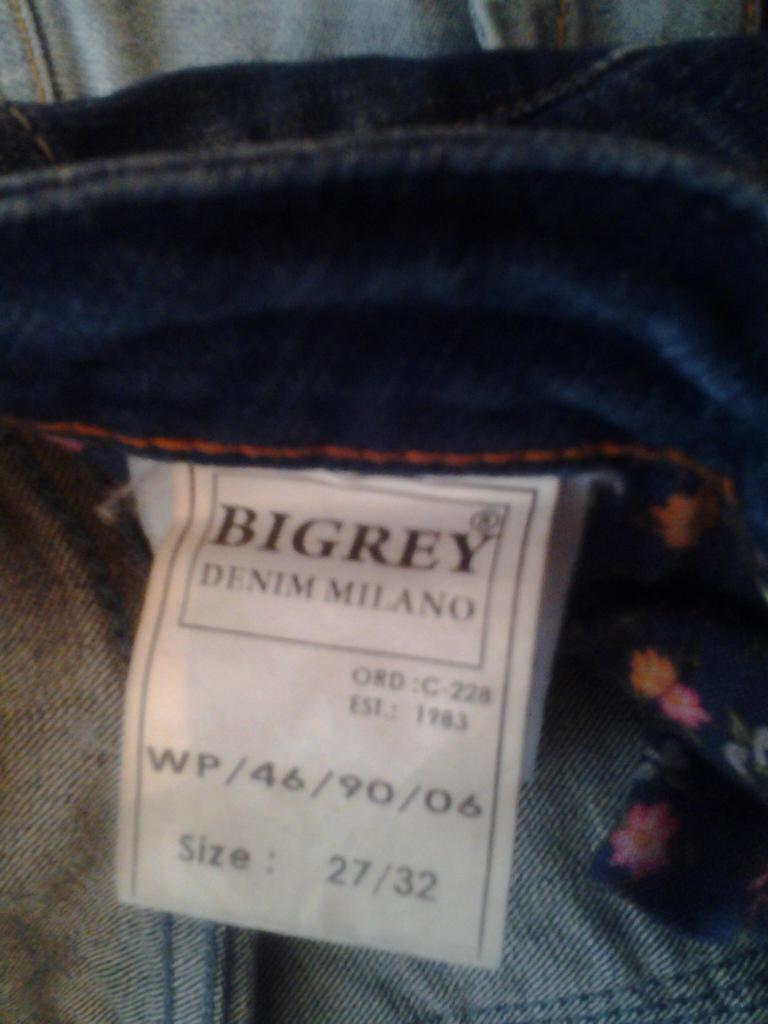 BIGREY®
DENIM MILANO
ORD :C-228
EST.: 1983
WP/46/90/06
Size : 27/32